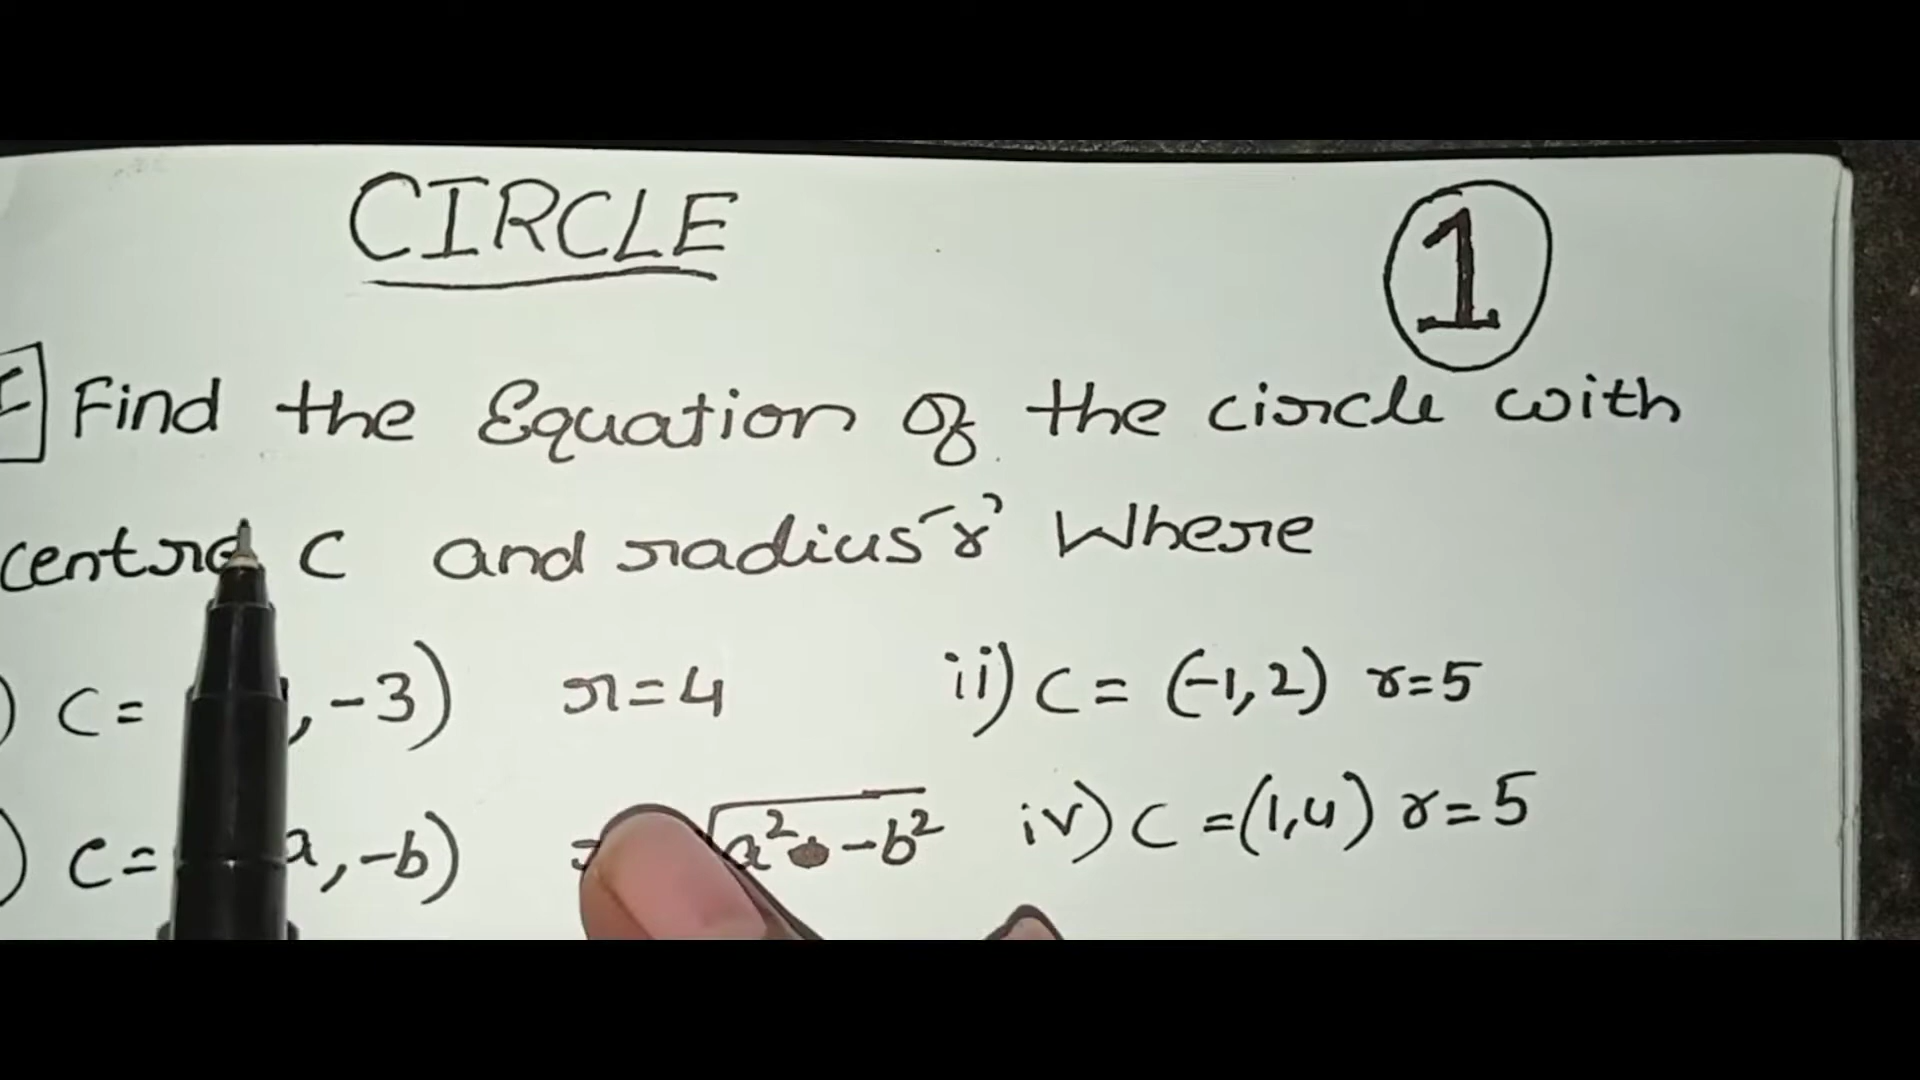 CIRCLE
1
Find the Equation of the circle with
centre C and radius 'r' Where
) C = , -3) r = 4 ii) C = (-1, 2) r = 5
) C = a, -b) = √a² - b² iv) C = (1, 4) r = 5